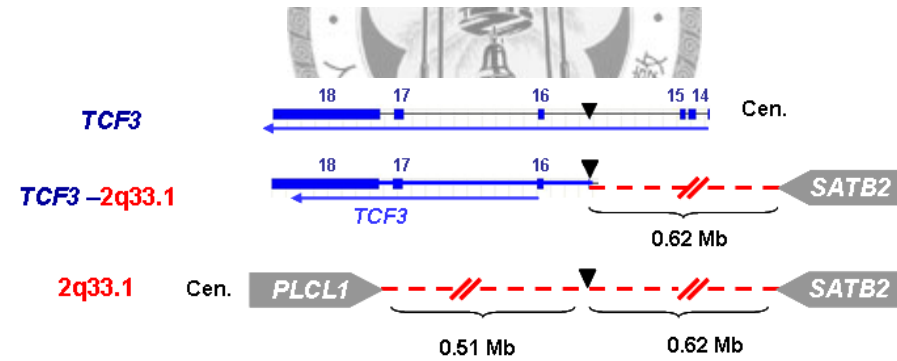 18 17 16 15 14
TCF3 Cen.
18 17 16
TCF3 –2q33.1 SATB2
TCF3
0.62 Mb
2q33.1 Cen. PLCL1 SATB2
0.51 Mb 0.62 Mb